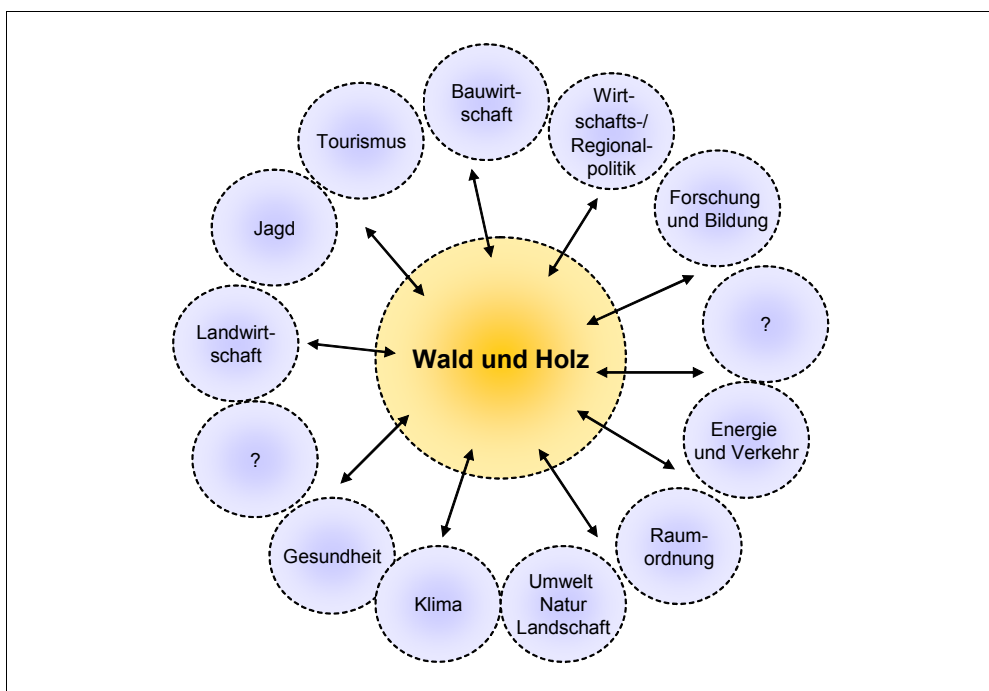 Bauwirt-
schaft
Wirt-
schafts-/
Regional-
politik
Forschung
und Bildung
?
Energie
und Verkehr
Raum-
ordnung
Umwelt
Natur
Landschaft
Klima
Gesundheit
?
Landwirt-
schaft
Jagd
Tourismus
Wald und Holz